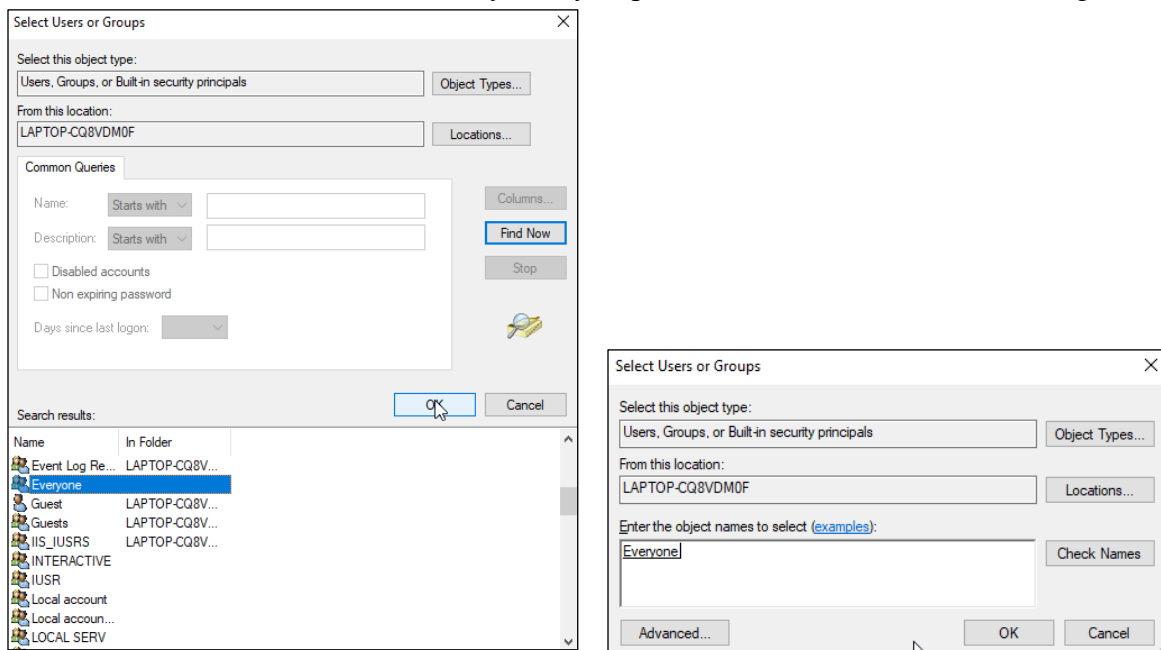 Select Users or Groups
Select this object type:
Users, Groups, or Built-in security principals
Object Types...
From this location:
LAPTOP-CQ8VDM0F
Locations...
Common Queries
Name:
Starts with
Columns...
Description:
Starts with
Find Now
Disabled accounts
Stop
Non expiring password
Days since last logon:
OK
Cancel
Search results:
Name In Folder
Event Log Re... LAPTOP-CQ8V...
Everyone
Guest LAPTOP-CQ8V...
Guests LAPTOP-CQ8V...
IIS_IUSRS LAPTOP-CQ8V...
INTERACTIVE
IUSR
Local account
Local accoun...
LOCAL SERV
Select Users or Groups
Select this object type:
Users, Groups, or Built-in security principals
Object Types...
From this location:
LAPTOP-CQ8VDM0F
Locations...
Enter the object names to select (examples):
Everyone
Check Names
Advanced...
OK
Cancel